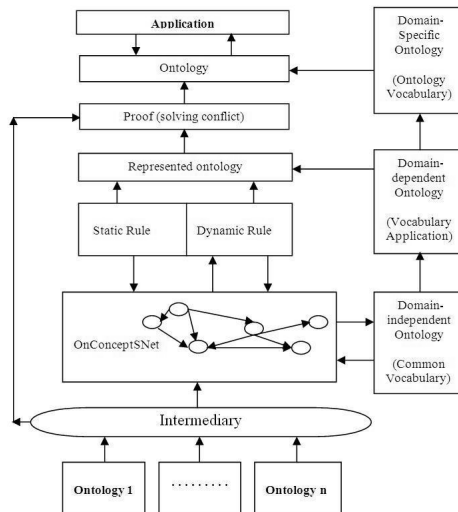 Application
Ontology
Proof (solving conflict)
Represented ontology
Static Rule
Dynamic Rule
OnConceptSNet
Intermediary
Ontology 1
.........
Ontology n
Domain-
Specific
Ontology
(Ontology
Vocabulary)
Domain-
dependent
Ontology
(Vocabulary
Application)
Domain-
independent
Ontology
(Common
Vocabulary)